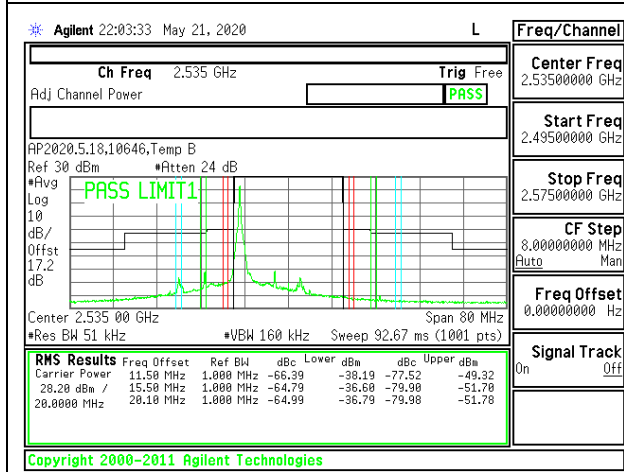 Agilent 22:03:33 May 21, 2020 L Freq/Channel
Ch Freq 2.535 GHz Trig Free
Adj Channel Power PASS
Center Freq
2.53500000 GHz
Start Freq
2.49500000 GHz
Stop Freq
2.57500000 GHz
CF Step
8.00000000 MHz
Auto Man
Freq Offset
0.00000000 Hz
Signal Track
On Off
AP2020.5.18,10646,Temp B
Ref 30 dBm #Atten 24 dB
#Avg
Log
10
dB/
Offst
17.2
dB
PASS LIMIT1
Center 2.535 00 GHz Span 80 MHz
#Res BW 51 kHz #VBW 160 kHz Sweep 92.67 ms (1001 pts)
RMS Results Freq Offset Ref BW dBc Lower dBm dBc Upper dBm
Carrier Power 11.50 MHz 1.000 MHz -66.39 -38.19 -77.52 -49.32
28.20 dBm / 15.50 MHz 1.000 MHz -64.79 -36.60 -79.90 -51.70
20.0000 MHz 20.10 MHz 1.000 MHz -64.99 -36.79 -79.98 -51.78
Copyright 2000-2011 Agilent Technologies